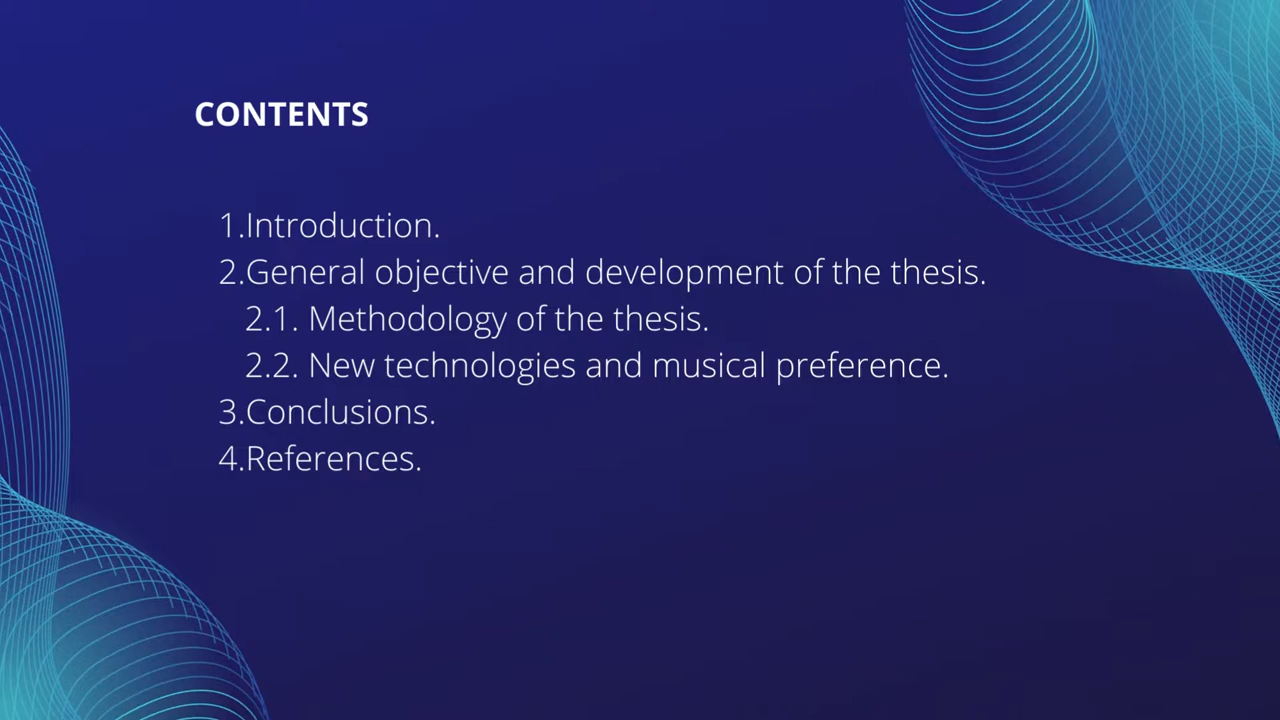 CONTENTS
1.Introduction.
2.General objective and development of the thesis.
2.1. Methodology of the thesis.
2.2. New technologies and musical preference.
3.Conclusions.
4.References.